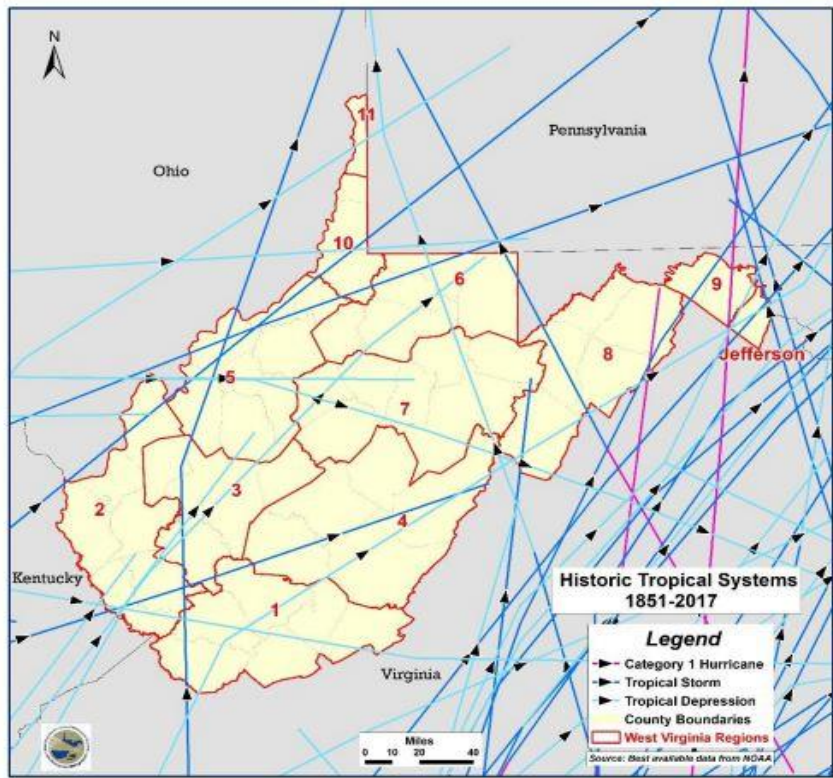 N
11
Pennsylvania
Ohio
10
6
9
8
Jefferson
5
7
2
3
4
Kentucky
1
Historic Tropical Systems
1851-2017
Virginia
Legend
Category 1 Hurricane
Tropical Storm
Tropical Depression
County Boundaries
West Virginia Regions
Source: Best available data from NOAA
Miles
0 10 20 40